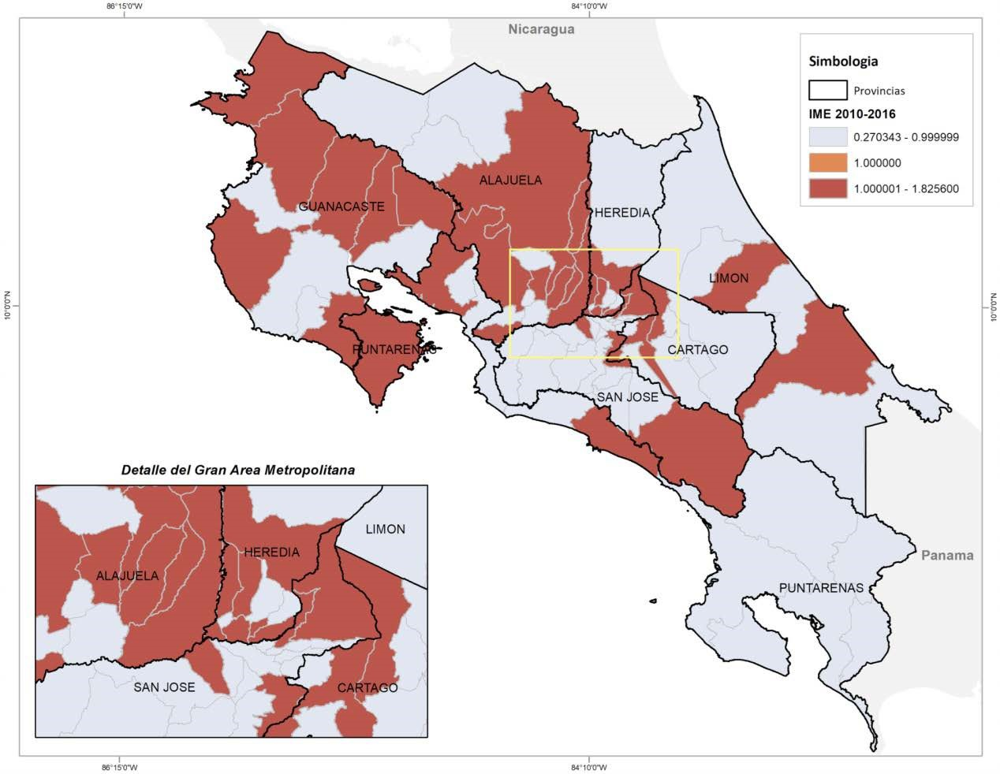 86°15'0"W
84°10'0"W
Nicaragua
Simbologia
Provincias
IME 2010-2016
0.270343 - 0.999999
1.000000
1.000001 - 1.825600
ALAJUELA
GUANACASTE
HEREDIA
LIMON
10°0'0"N
10°0'0"N
PUNTARENAS
CARTAGO
SAN JOSE
Detalle del Gran Area Metropolitana
LIMON
HEREDIA
ALAJUELA
SAN JOSE
CARTAGO
Panama
PUNTARENAS
86°15'0"W
84°10'0"W